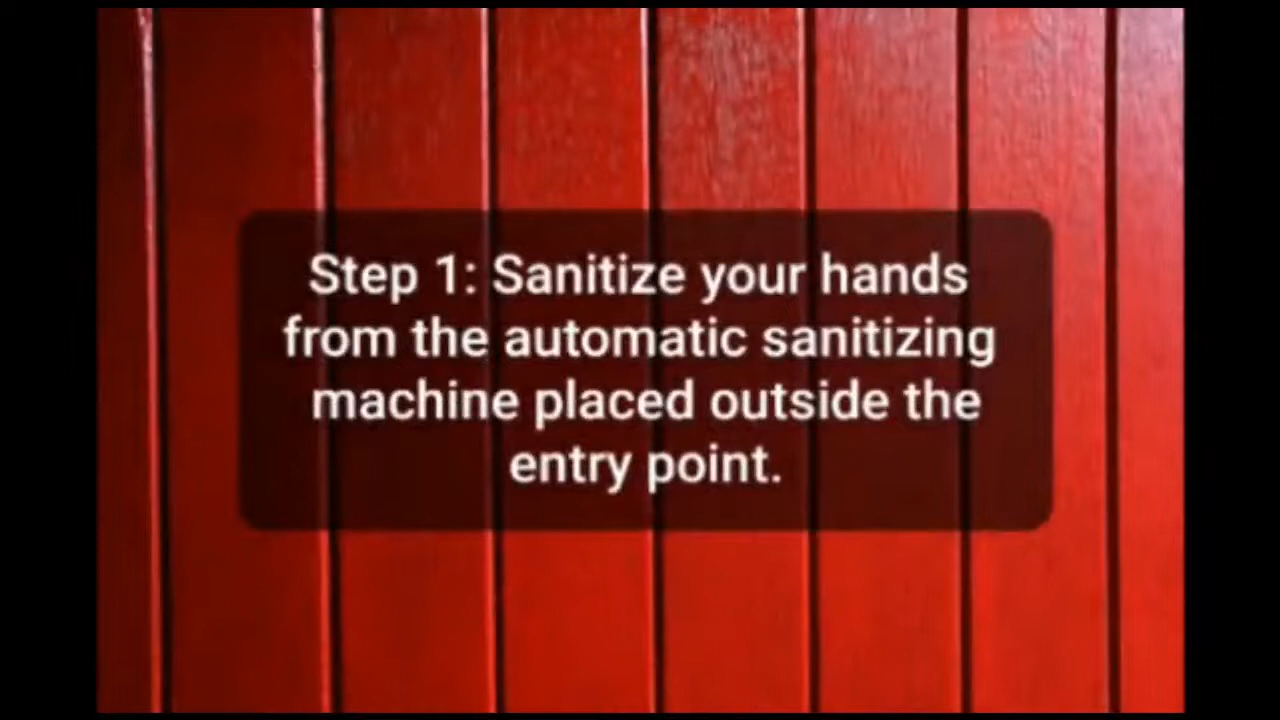 Step 1: Sanitize your hands
from the automatic sanitizing
machine placed outside the
entry point.